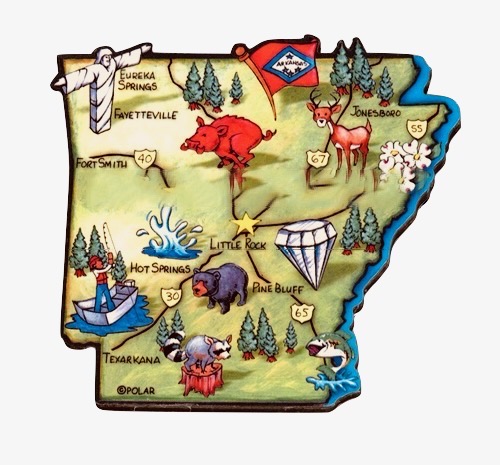 ARKANSAS
EUREKA
SPRINGS
FAYETTEVILLE
JONESBORO
55
FORT SMITH
40
67
LITTLE ROCK
HOT SPRINGS
30
PINE BLUFF
65
TEXARKANA
©POLAR